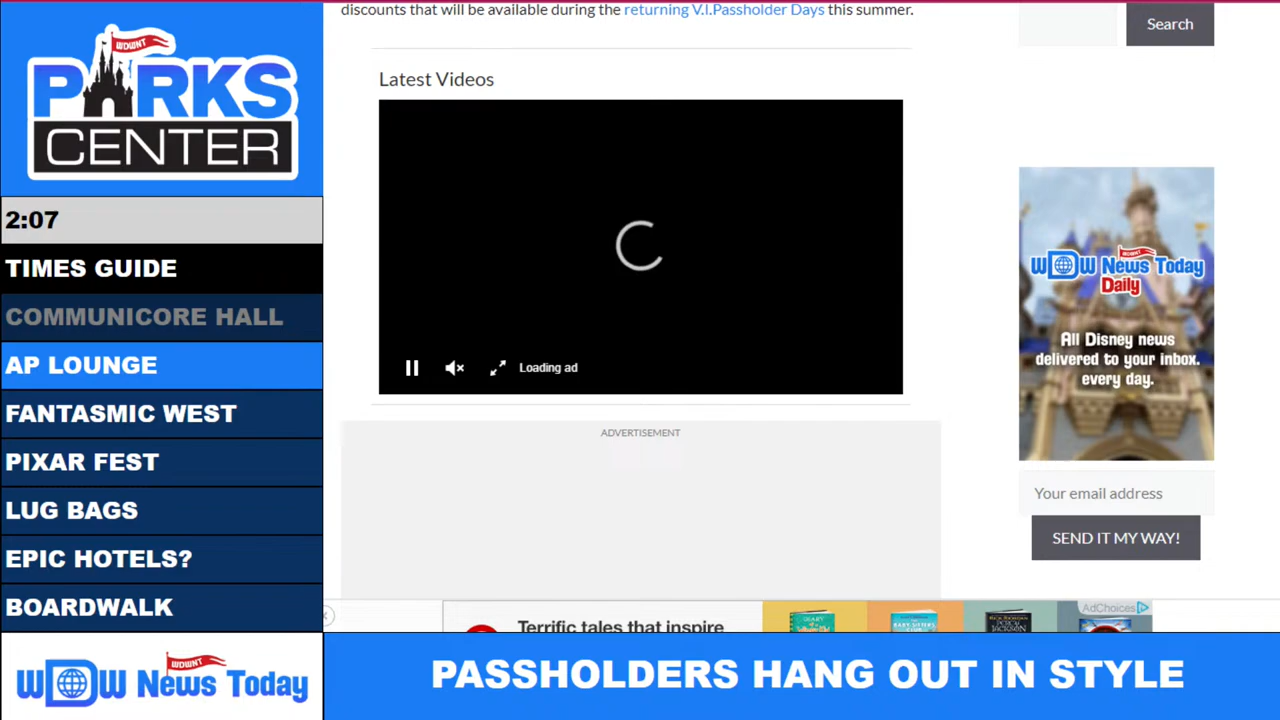 WDWNT
PARKS
CENTER
2:07
TIMES GUIDE
COMMUNICORE HALL
AP LOUNGE
FANTASMIC WEST
PIXAR FEST
LUG BAGS
EPIC HOTELS?
BOARDWALK
WDWNT
WDW News Today
discounts that will be available during the returning V.I.Passholder Days this summer.
Latest Videos
Loading ad
ADVERTISEMENT
Terrific tales that inspire
AdChoices
Search
WDWNT
WDW News Today
Daily
All Disney news
delivered to your inbox.
every day.
Your email address
SEND IT MY WAY!
PASSHOLDERS HANG OUT IN STYLE